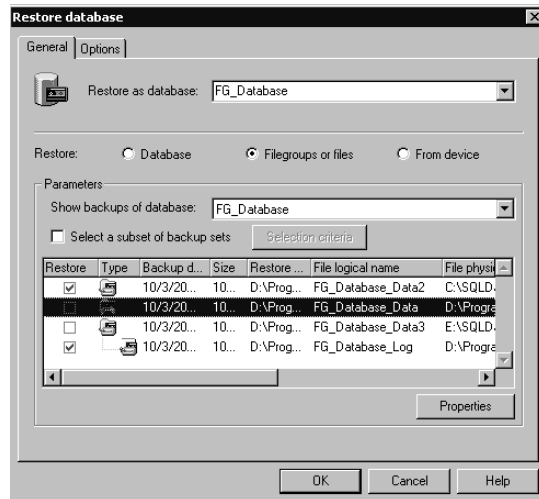 Restore database
General Options
Restore as database: FG_Database
Restore: Database Filegroups or files From device
Parameters
Show backups of database: FG_Database
Select a subset of backup sets Selection criteria
Restore Type Backup d... Size Restore ... File logical name File physi
10/3/20... 10... D:\Prog... FG_Database_Data2 C:\SQLD
10/3/20... 10... D:\Prog... FG_Database_Data D:\Progra
10/3/20... 10... D:\Prog... FG_Database_Data3 E:\SQLD
10/3/20... 10... D:\Prog... FG_Database_Log D:\Progra
Properties
OK Cancel Help